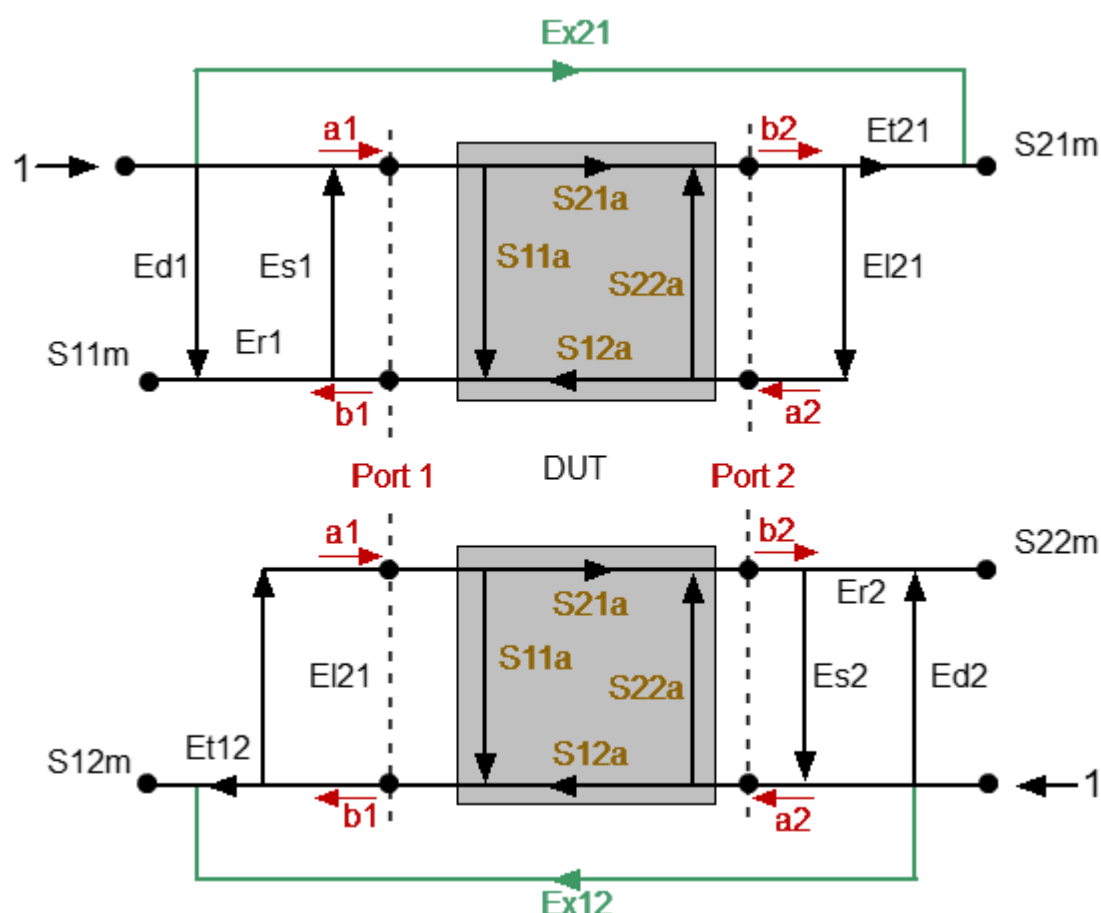 Ex21
a1
b2
Et21
S21m
1
S21a
Ed1
Es1
S11a
S22a
El21
S11m
Er1
S12a
b1
a2
Port 1
DUT
Port 2
a1
b2
S22m
S21a
Er2
El21
S11a
S22a
Es2
Ed2
S12m
Et12
S12a
1
b1
a2
Ex12